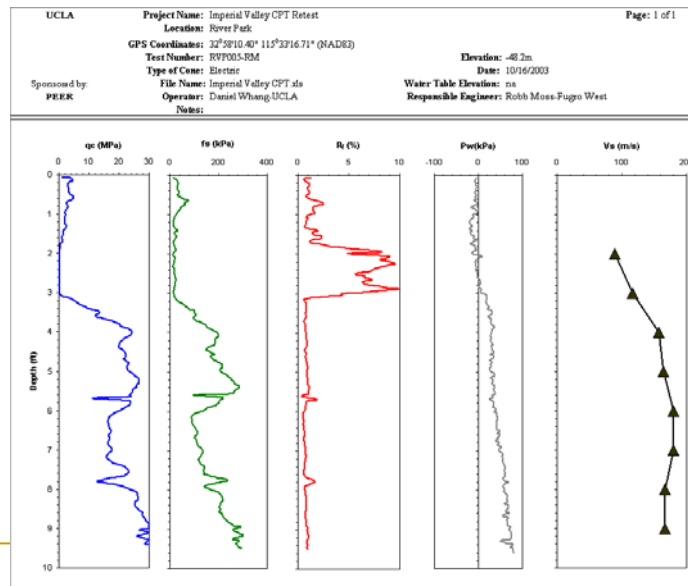 UCLA Project Name: Imperial Valley CPT Retest Page: 1 of 1
Location: River Park
GPS Coordinates: 32°58'10.40" 115°33'16.71" (NAD83)
Test Number: RVP005-RM Elevation: -48.2m
Type of Cone: Electric Date: 10/16/2003
Sponsored by: File Name: Imperial Valley CPT.xls Water Table Elevation: na
PEER Operator: Daniel Whang-UCLA Responsible Engineer: Robb Moss-Fugro West
Notes:
qc (MPa) fs (kPa) Rf (%) Pw(kPa) Vs (m/s)
0 10 20 30 0 200 400 0 5 10 -100 0 100 0 100 200
0
1
2
3
4
5
6
7
8
9
10
Depth (ft)